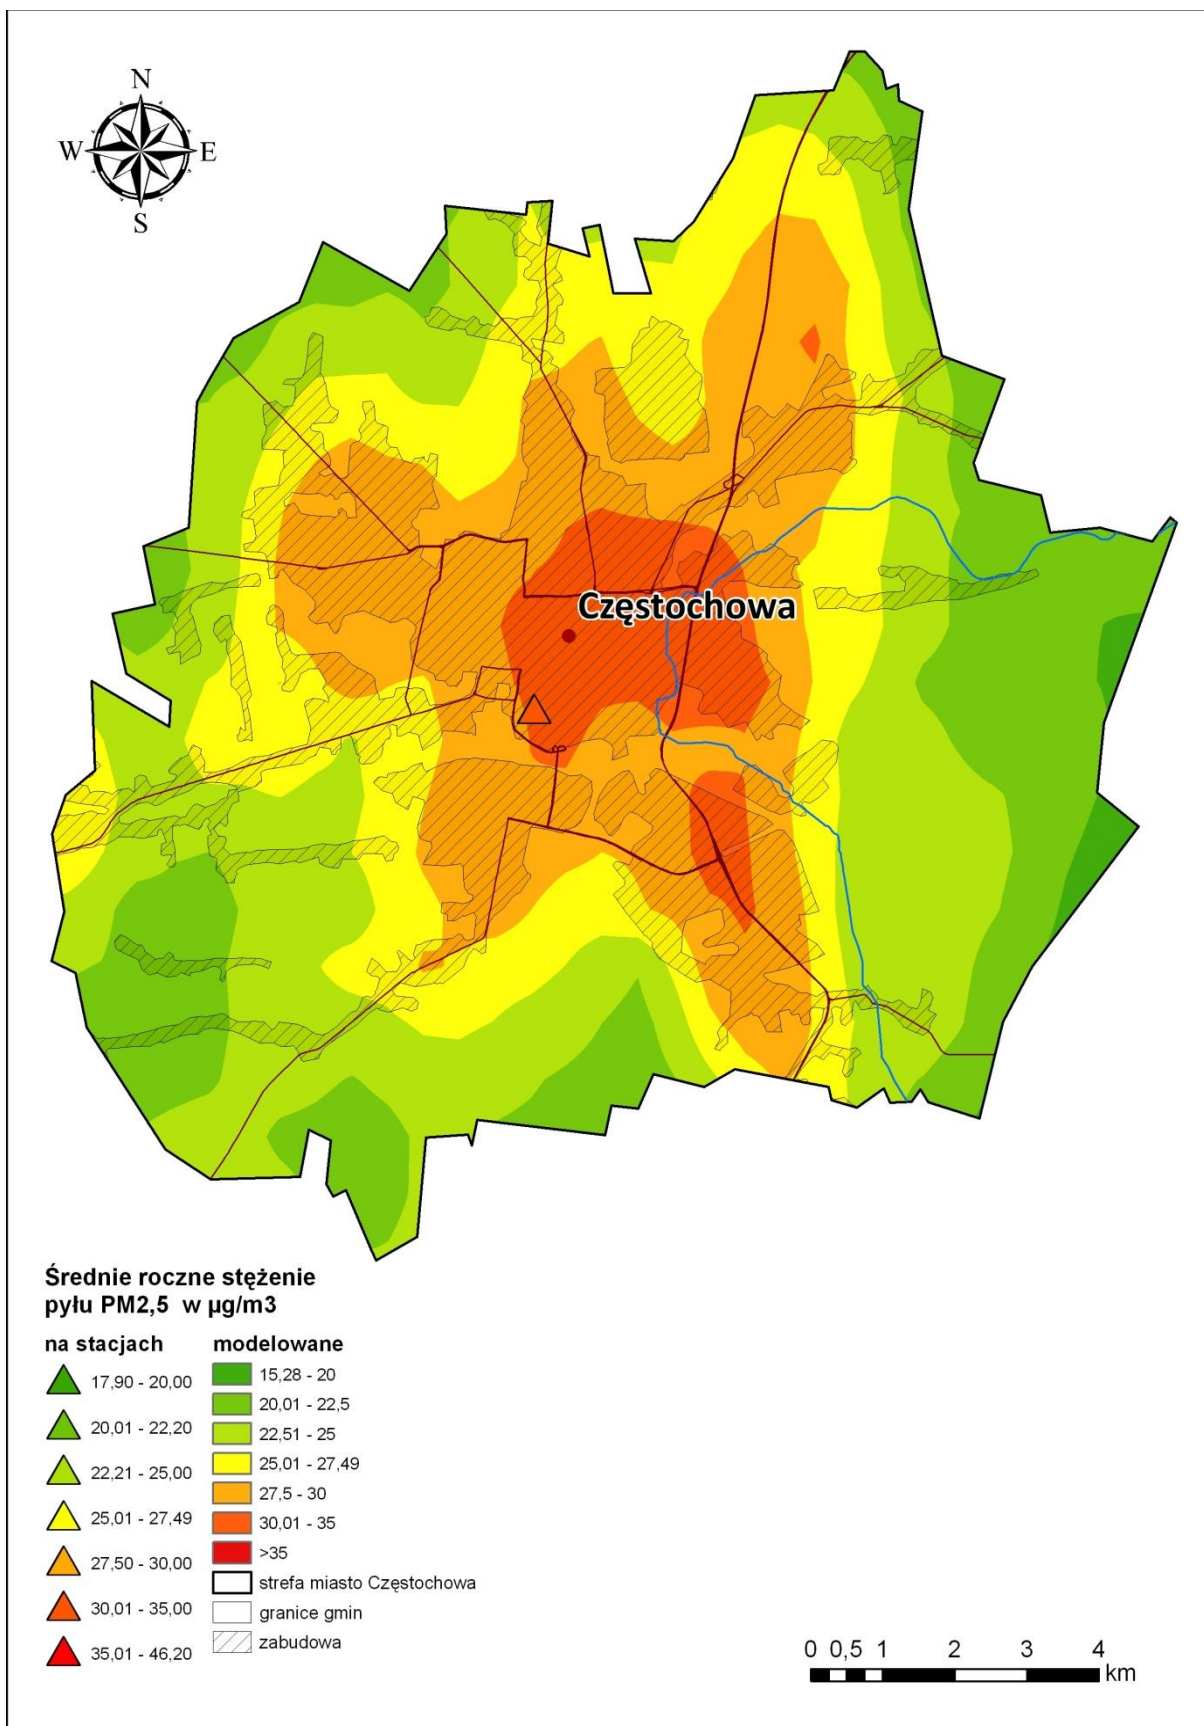 N
W E
S
Częstochowa
Średnie roczne stężenie
pyłu PM2,5 w µg/m3
na stacjach
17,90 - 20,00
20,01 - 22,20
22,21 - 25,00
25,01 - 27,49
27,50 - 30,00
30,01 - 35,00
35,01 - 46,20
modelowane
15,28 - 20
20,01 - 22,5
22,51 - 25
25,01 - 27,49
27,5 - 30
30,01 - 35
>35
strefa miasto Częstochowa
granice gmin
zabudowa
0 0,5 1 2 3 4
km